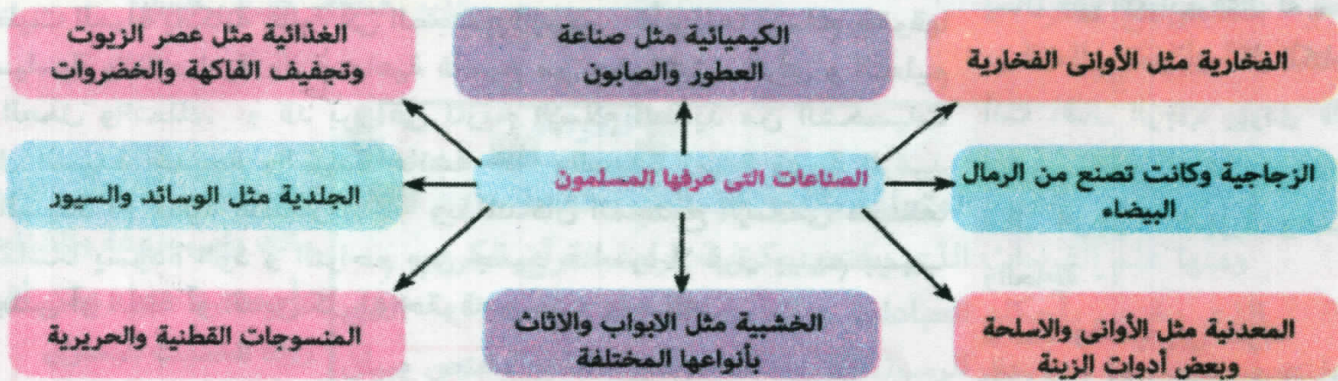 الفخارية مثل الأوانى الفخارية
الكيميائية مثل صناعة
العطور والصابون
الغذائية مثل عصر الزيوت
وتجفيف الفاكهة والخضروات
الزجاجية وكانت تصنع من الرمال
البيضاء
الصناعات التى عرفها المسلمون
الجلدية مثل الوسائد والسيور
المعدنية مثل الأوانى والاسلحة
وبعض أدوات الزينة
الخشبية مثل الابواب والاثاث
بأنواعها المختلفة
المنسوجات القطنية والحريرية